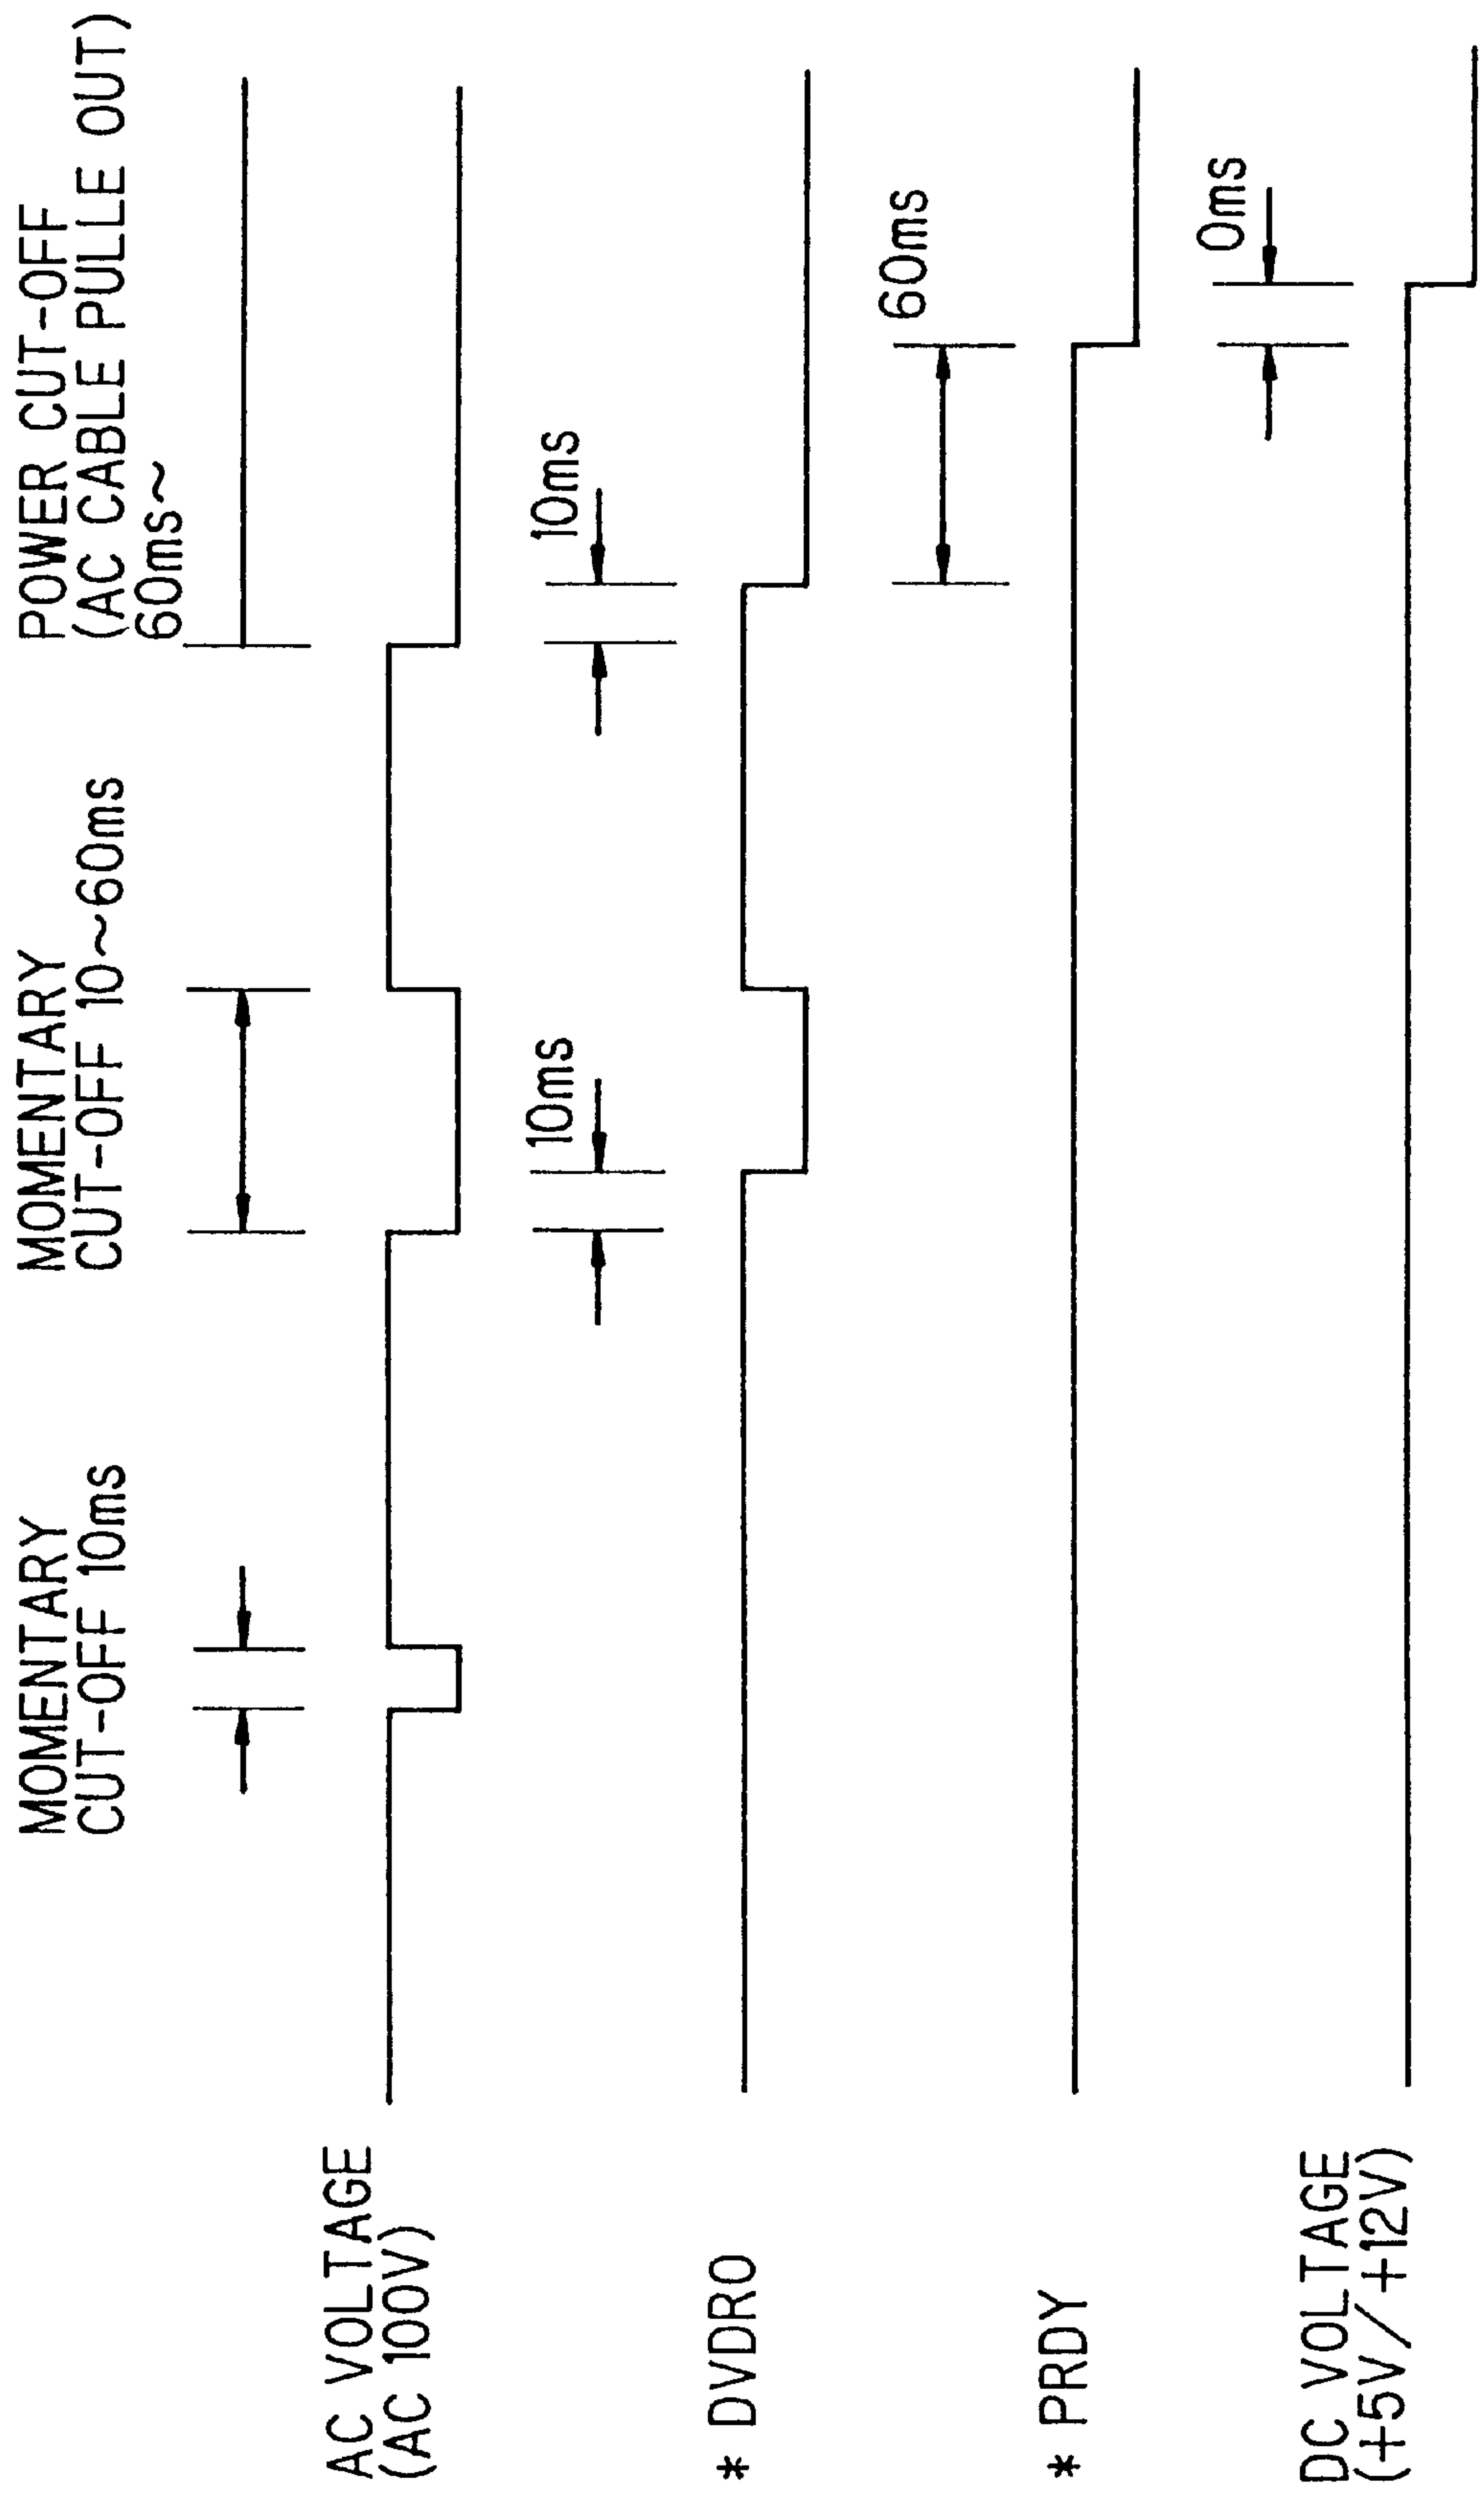 MOMENTARY
CUT-OFF 10ms
MOMENTARY
CUT-OFF 10~60ms
POWER CUT-OFF
(AC CABLE PULLE OUT)
60ms~
AC VOLTAGE
(AC 100V)
10ms
10ms
* DVDRO
60ms
* PRDY
0ms
DC VOLTAGE
(+5V/+12V)